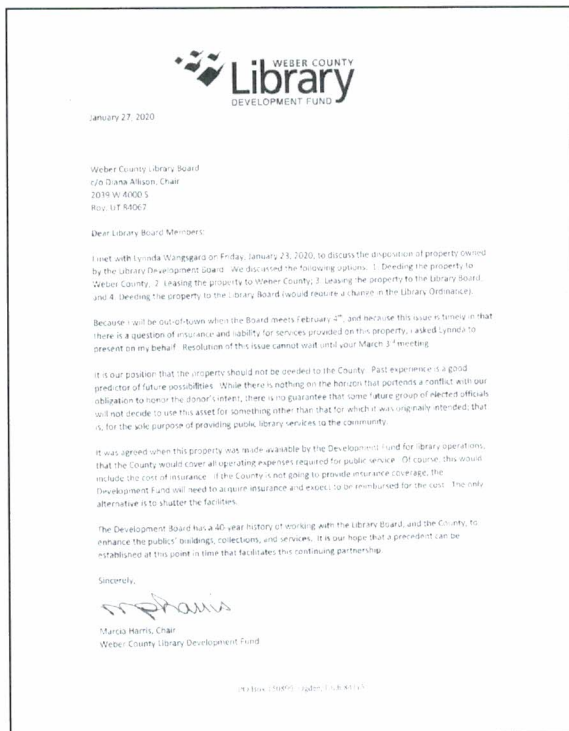 WEBER COUNTY
Library
DEVELOPMENT FUND
January 27, 2020
Weber County Library Board
c/o Diana Allison, Chair
2039 W 4000 S
Roy, UT 84067
Dear Library Board Members:
I met with Lynnda Wangsgard on Friday, January 23, 2020, to discuss the disposition of property owned
by the Library Development Board. We discussed the following options: 1. Deeding the property to
Weber County; 2. Leasing the property to Weber County; 3. Leasing the property to the Library Board,
and 4. Deeding the property to the Library Board (would require a change in the Library Ordinance).
Because I will be out-of-town when the Board meets February 4th, and because this issue is timely in that
there is a question of insurance and liability for services provided on this property, I asked Lynnda to
present on my behalf. Resolution of this issue cannot wait until your March 3rd meeting.
It is our position that the property should not be deeded to the County. Past experience is a good
predictor of future possibilities. While there is nothing on the horizon that portends a conflict with our
obligation to honor the donor's intent, there is no guarantee that some future group of elected officials
will not decide to use this asset for something other than that for which it was originally intended; that
is, for the sole purpose of providing public library services to the community.
It was agreed when this property was made available by the Development Fund for library operations,
that the County would cover all operating expenses required for public service. Of course, this would
include the cost of insurance. If the County is not going to provide insurance coverage, the
Development Fund will need to acquire insurance and expect to be reimbursed for the cost. The only
alternative is to shutter the facilities.
The Development Board has a 40-year history of working with the Library Board, and the County, to
enhance the publics' buildings, collections, and services. It is our hope that a precedent can be
established at this point in time that facilitates this continuing partnership.
Sincerely,
Marcia Harris, Chair
Weber County Library Development Fund
PO Box Ogden, Utah